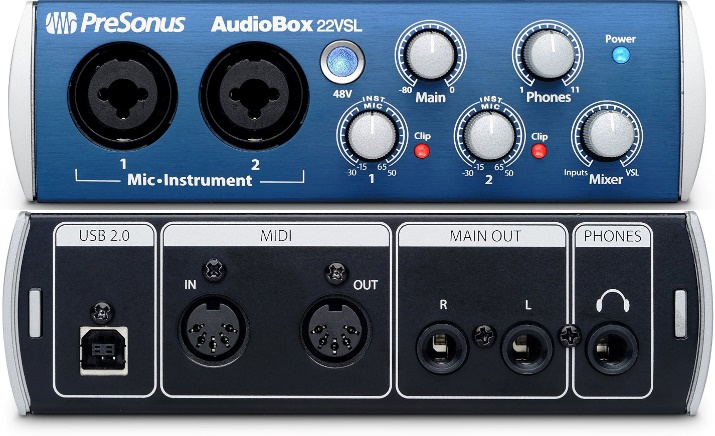 PreSonus AudioBox 22VSL
Power
48V
-80 Main 0
1 Phones 11
INST
MIC
Clip
INST
MIC
Clip
-30 -15 65 50
-30 -15 65 50
Inputs Mixer VSL
1 2 1 2
Mic•Instrument
USB 2.0 MIDI MAIN OUT PHONES
IN OUT
R L